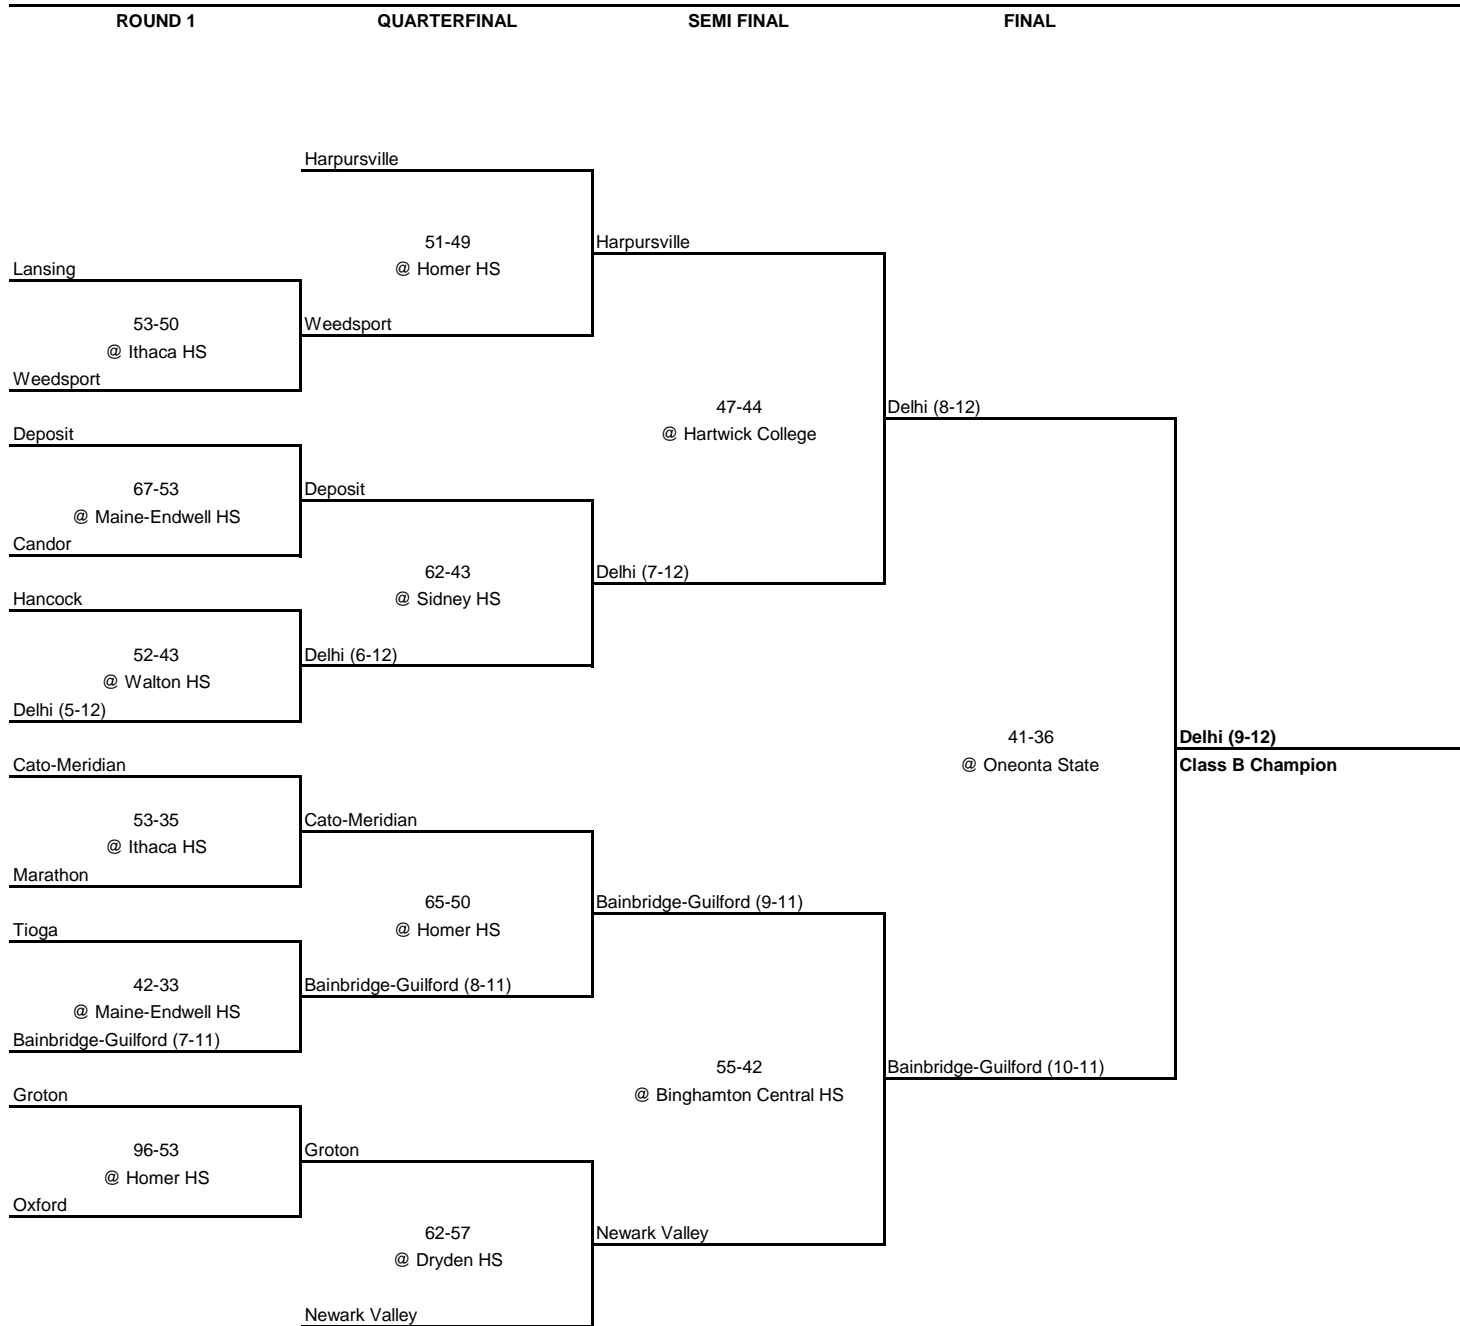 ROUND 1 QUARTERFINAL SEMI FINAL FINAL
Harpursville
51-49 Harpursville
Lansing @ Homer HS
53-50 Weedsport
@ Ithaca HS
Weedsport
47-44 Delhi (8-12)
Deposit @ Hartwick College
67-53 Deposit
@ Maine-Endwell HS
Candor
62-43 Delhi (7-12)
Hancock @ Sidney HS
52-43 Delhi (6-12)
@ Walton HS
Delhi (5-12)
41-36 Delhi (9-12)
Cato-Meridian @ Oneonta State Class B Champion
53-35 Cato-Meridian
@ Ithaca HS
Marathon
65-50 Bainbridge-Guilford (9-11)
Tioga @ Homer HS
42-33 Bainbridge-Guilford (8-11)
@ Maine-Endwell HS
Bainbridge-Guilford (7-11)
55-42 Bainbridge-Guilford (10-11)
Groton @ Binghamton Central HS
96-53 Groton
@ Homer HS
Oxford
62-57 Newark Valley
@ Dryden HS
Newark Valley